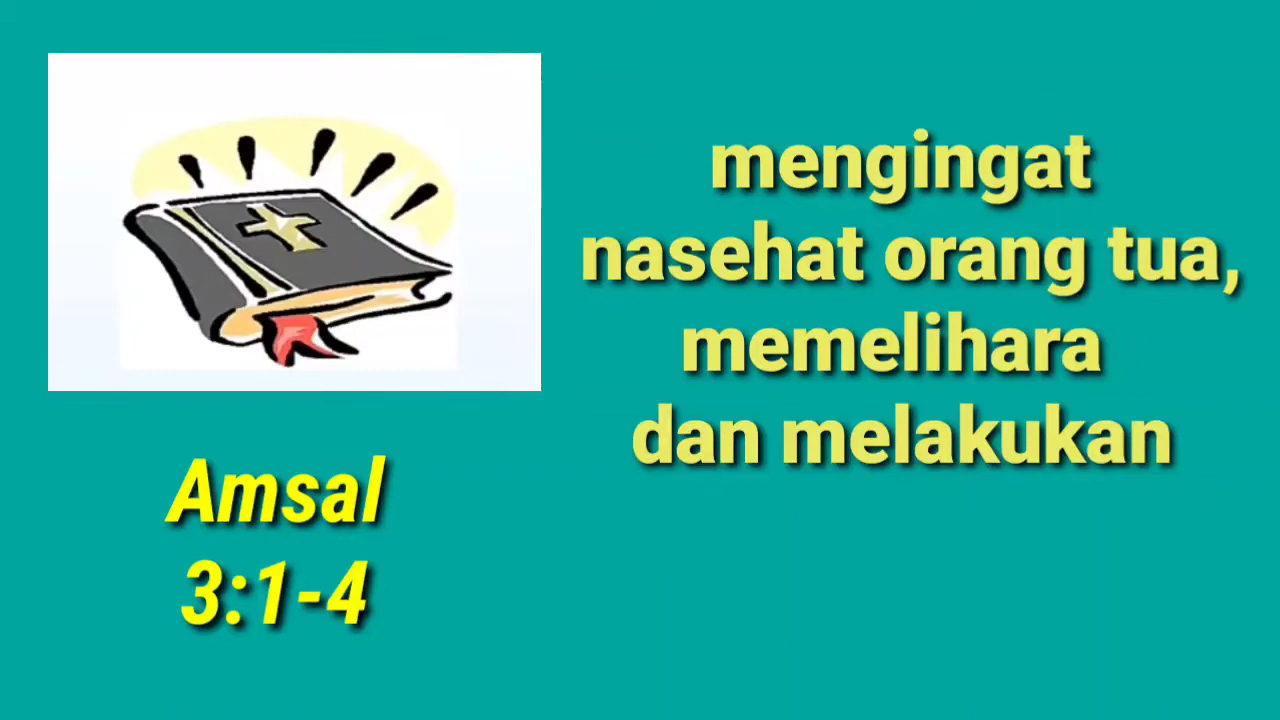 Amsal
3:1-4
mengingat
nasehat orang tua,
memelihara
dan melakukan